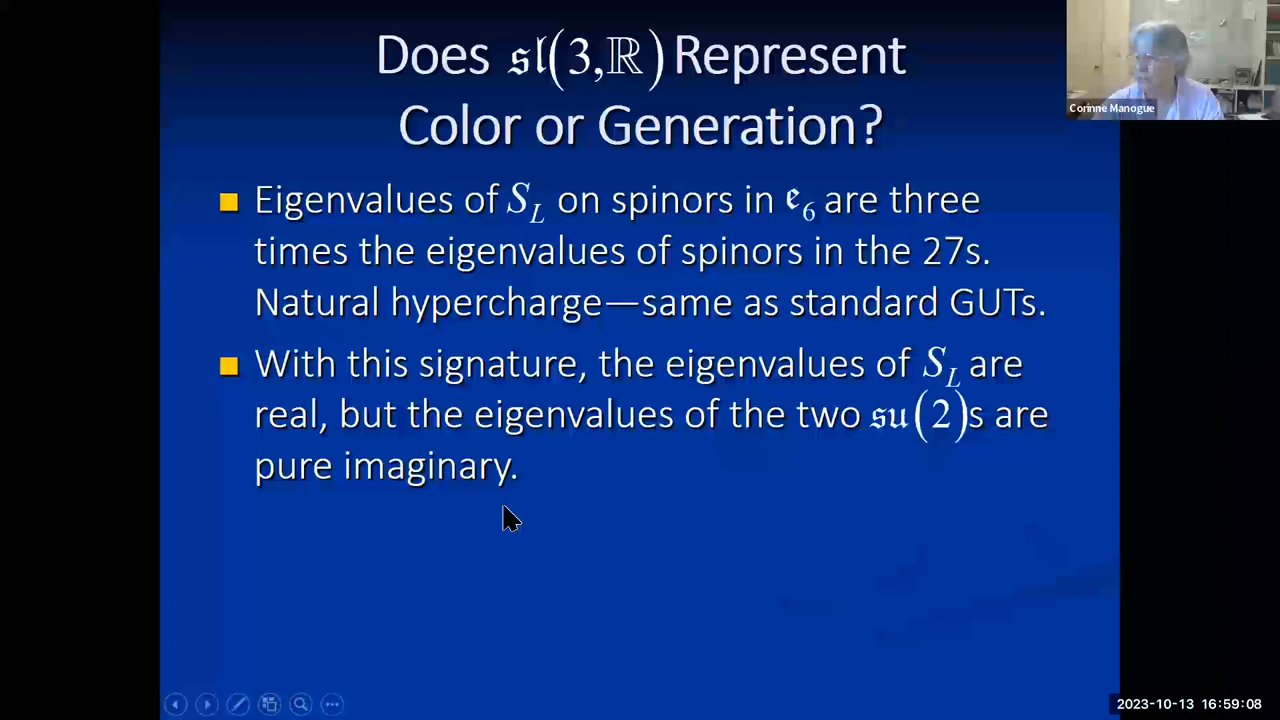 Does 𝔰𝔩(3,ℝ) Represent
Color or Generation?
Corinne Manogue
Eigenvalues of S_L on spinors in 𝔢_6 are three
times the eigenvalues of spinors in the 27s.
Natural hypercharge—same as standard GUTs.
With this signature, the eigenvalues of S_L are
real, but the eigenvalues of the two 𝔰𝔲(2)s are
pure imaginary.
2023-10-13 16:59:08